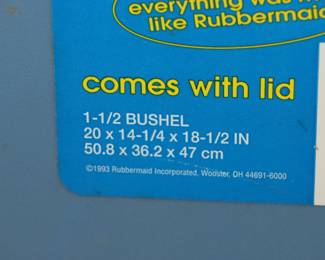 everything was
like Rubbermaid
comes with lid
1-1/2 BUSHEL
20 x 14-1/4 x 18-1/2 IN
50.8 x 36.2 x 47 cm
©1993 Rubbermaid Incorporated, Wooster, OH 44691-6000